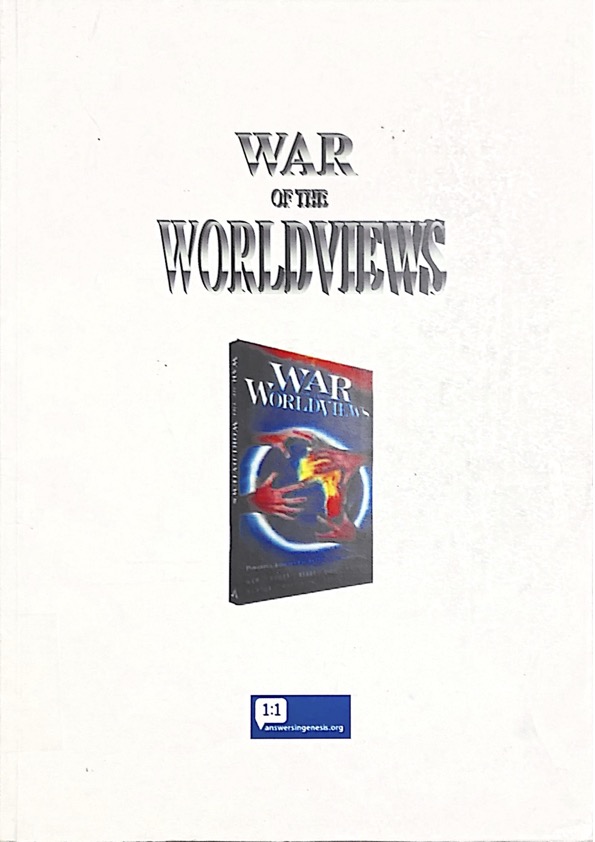 WAR
OF THE
WORLDVIEWS
WAR
WORLDVIEWS
WAR OF THE WORLDVIEWS
1:1
answersingenesis.org